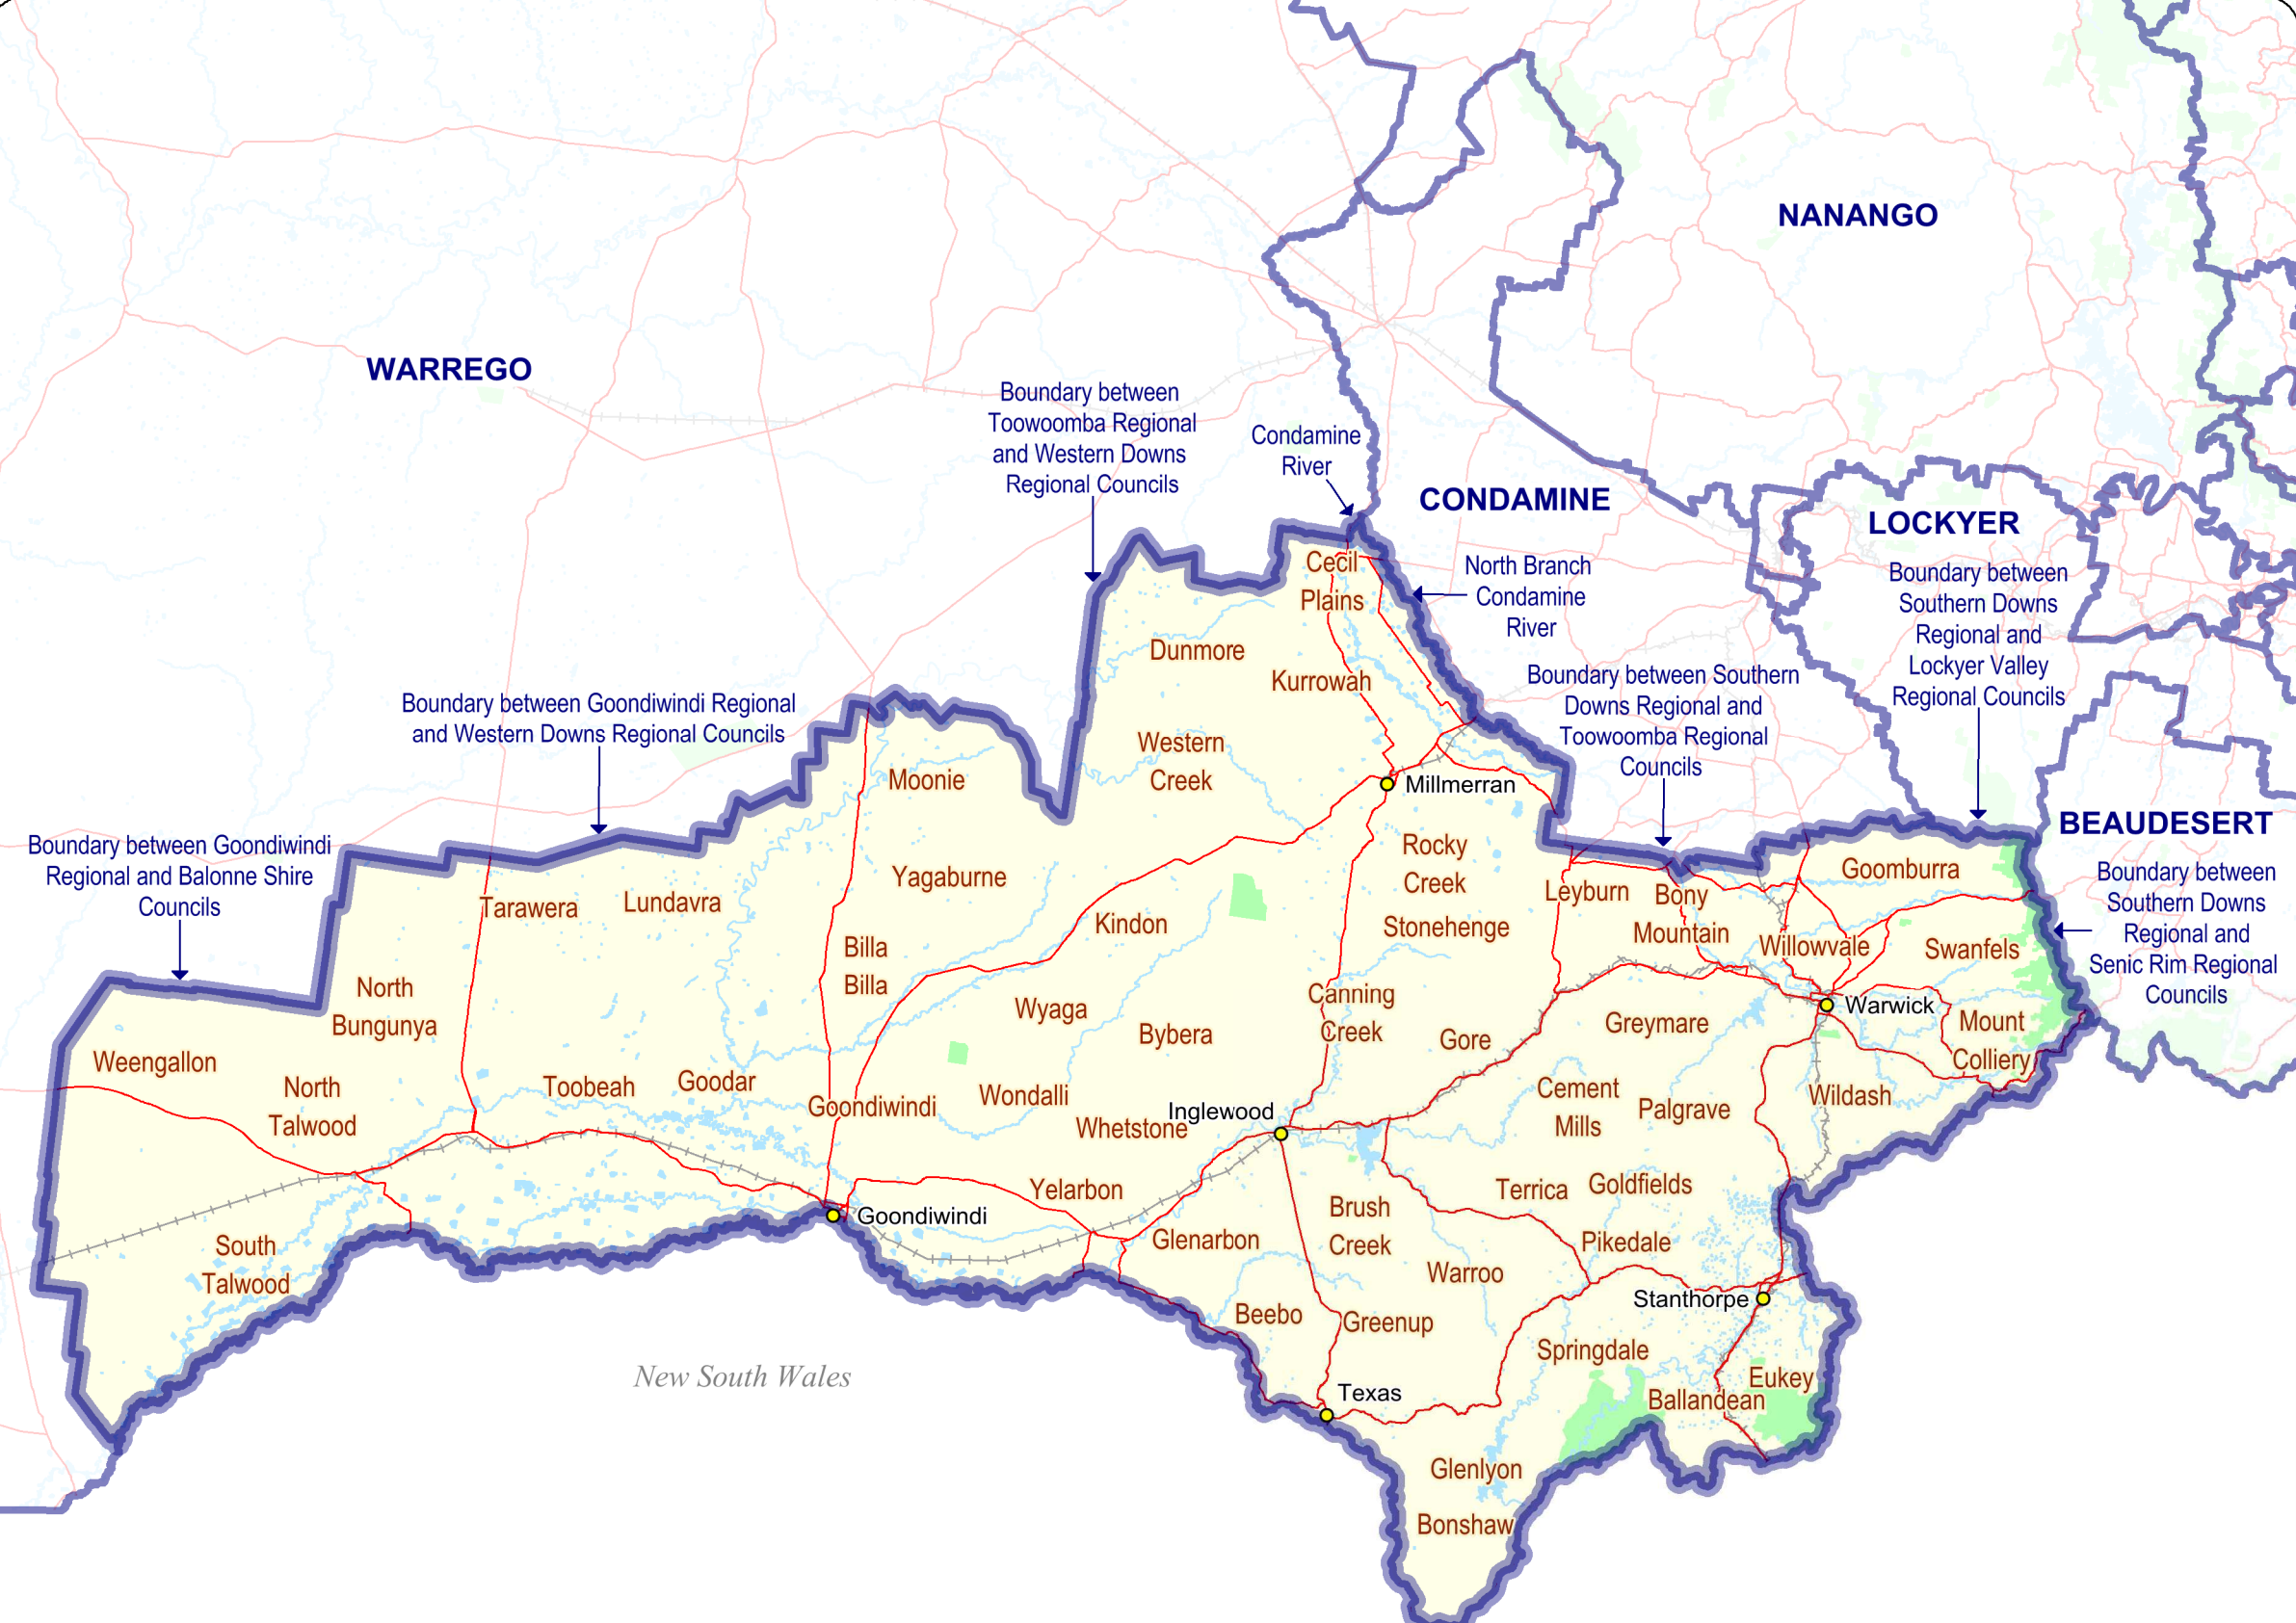 NANANGO
WARREGO
Boundary between
Toowoomba Regional
and Western Downs
Regional Councils
Condamine
River
CONDAMINE
LOCKYER
North Branch
Condamine
River
Boundary between
Southern Downs
Regional and
Lockyer Valley
Regional Councils
Boundary between Southern
Downs Regional and
Toowoomba Regional
Councils
Boundary between Goondiwindi Regional
and Western Downs Regional Councils
Boundary between Goondiwindi
Regional and Balonne Shire
Councils
BEAUDESERT
Boundary between
Southern Downs
Regional and
Senic Rim Regional
Councils
Cecil
Plains
Dunmore
Kurrowah
Western
Creek
Moonie
Millmerran
Rocky
Creek
Yagaburne
Tarawera
Lundavra
Kindon
Stonehenge
Leyburn
Bony
Mountain
Goomburra
Willowvale
Swanfels
Billa
Billa
North
Bungunya
Wyaga
Bybera
Canning
Creek
Gore
Greymare
Warwick
Mount
Colliery
Weengallon
North
Talwood
Toobeah
Goodar
Goondiwindi
Wondalli
Whetstone
Inglewood
Cement
Mills
Palgrave
Wildash
Yelarbon
Goondiwindi
Glenarbon
Brush
Creek
Terrica
Goldfields
Pikedale
South
Talwood
Warroo
Beebo
Greenup
Stanthorpe
Springdale
Eukey
Ballandean
New South Wales
Texas
Glenlyon
Bonshaw